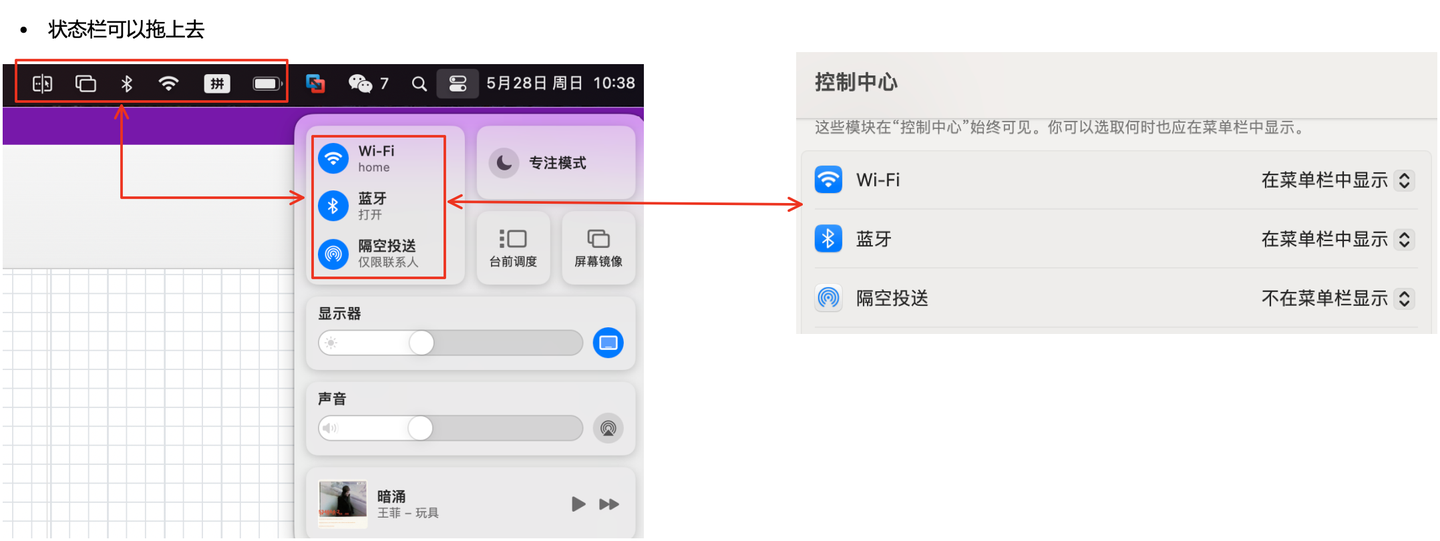 • 状态栏可以拖上去
拼 7 5月28日 周日 10:38
Wi-Fi
home
蓝牙
打开
隔空投送
仅限联系人
专注模式
台前调度
屏幕镜像
显示器
声音
暗涌
王菲 – 玩具
控制中心
这些模块在“控制中心”始终可见。你可以选取何时也应在菜单栏中显示。
Wi-Fi 在菜单栏中显示
蓝牙 在菜单栏中显示
隔空投送 不在菜单栏显示